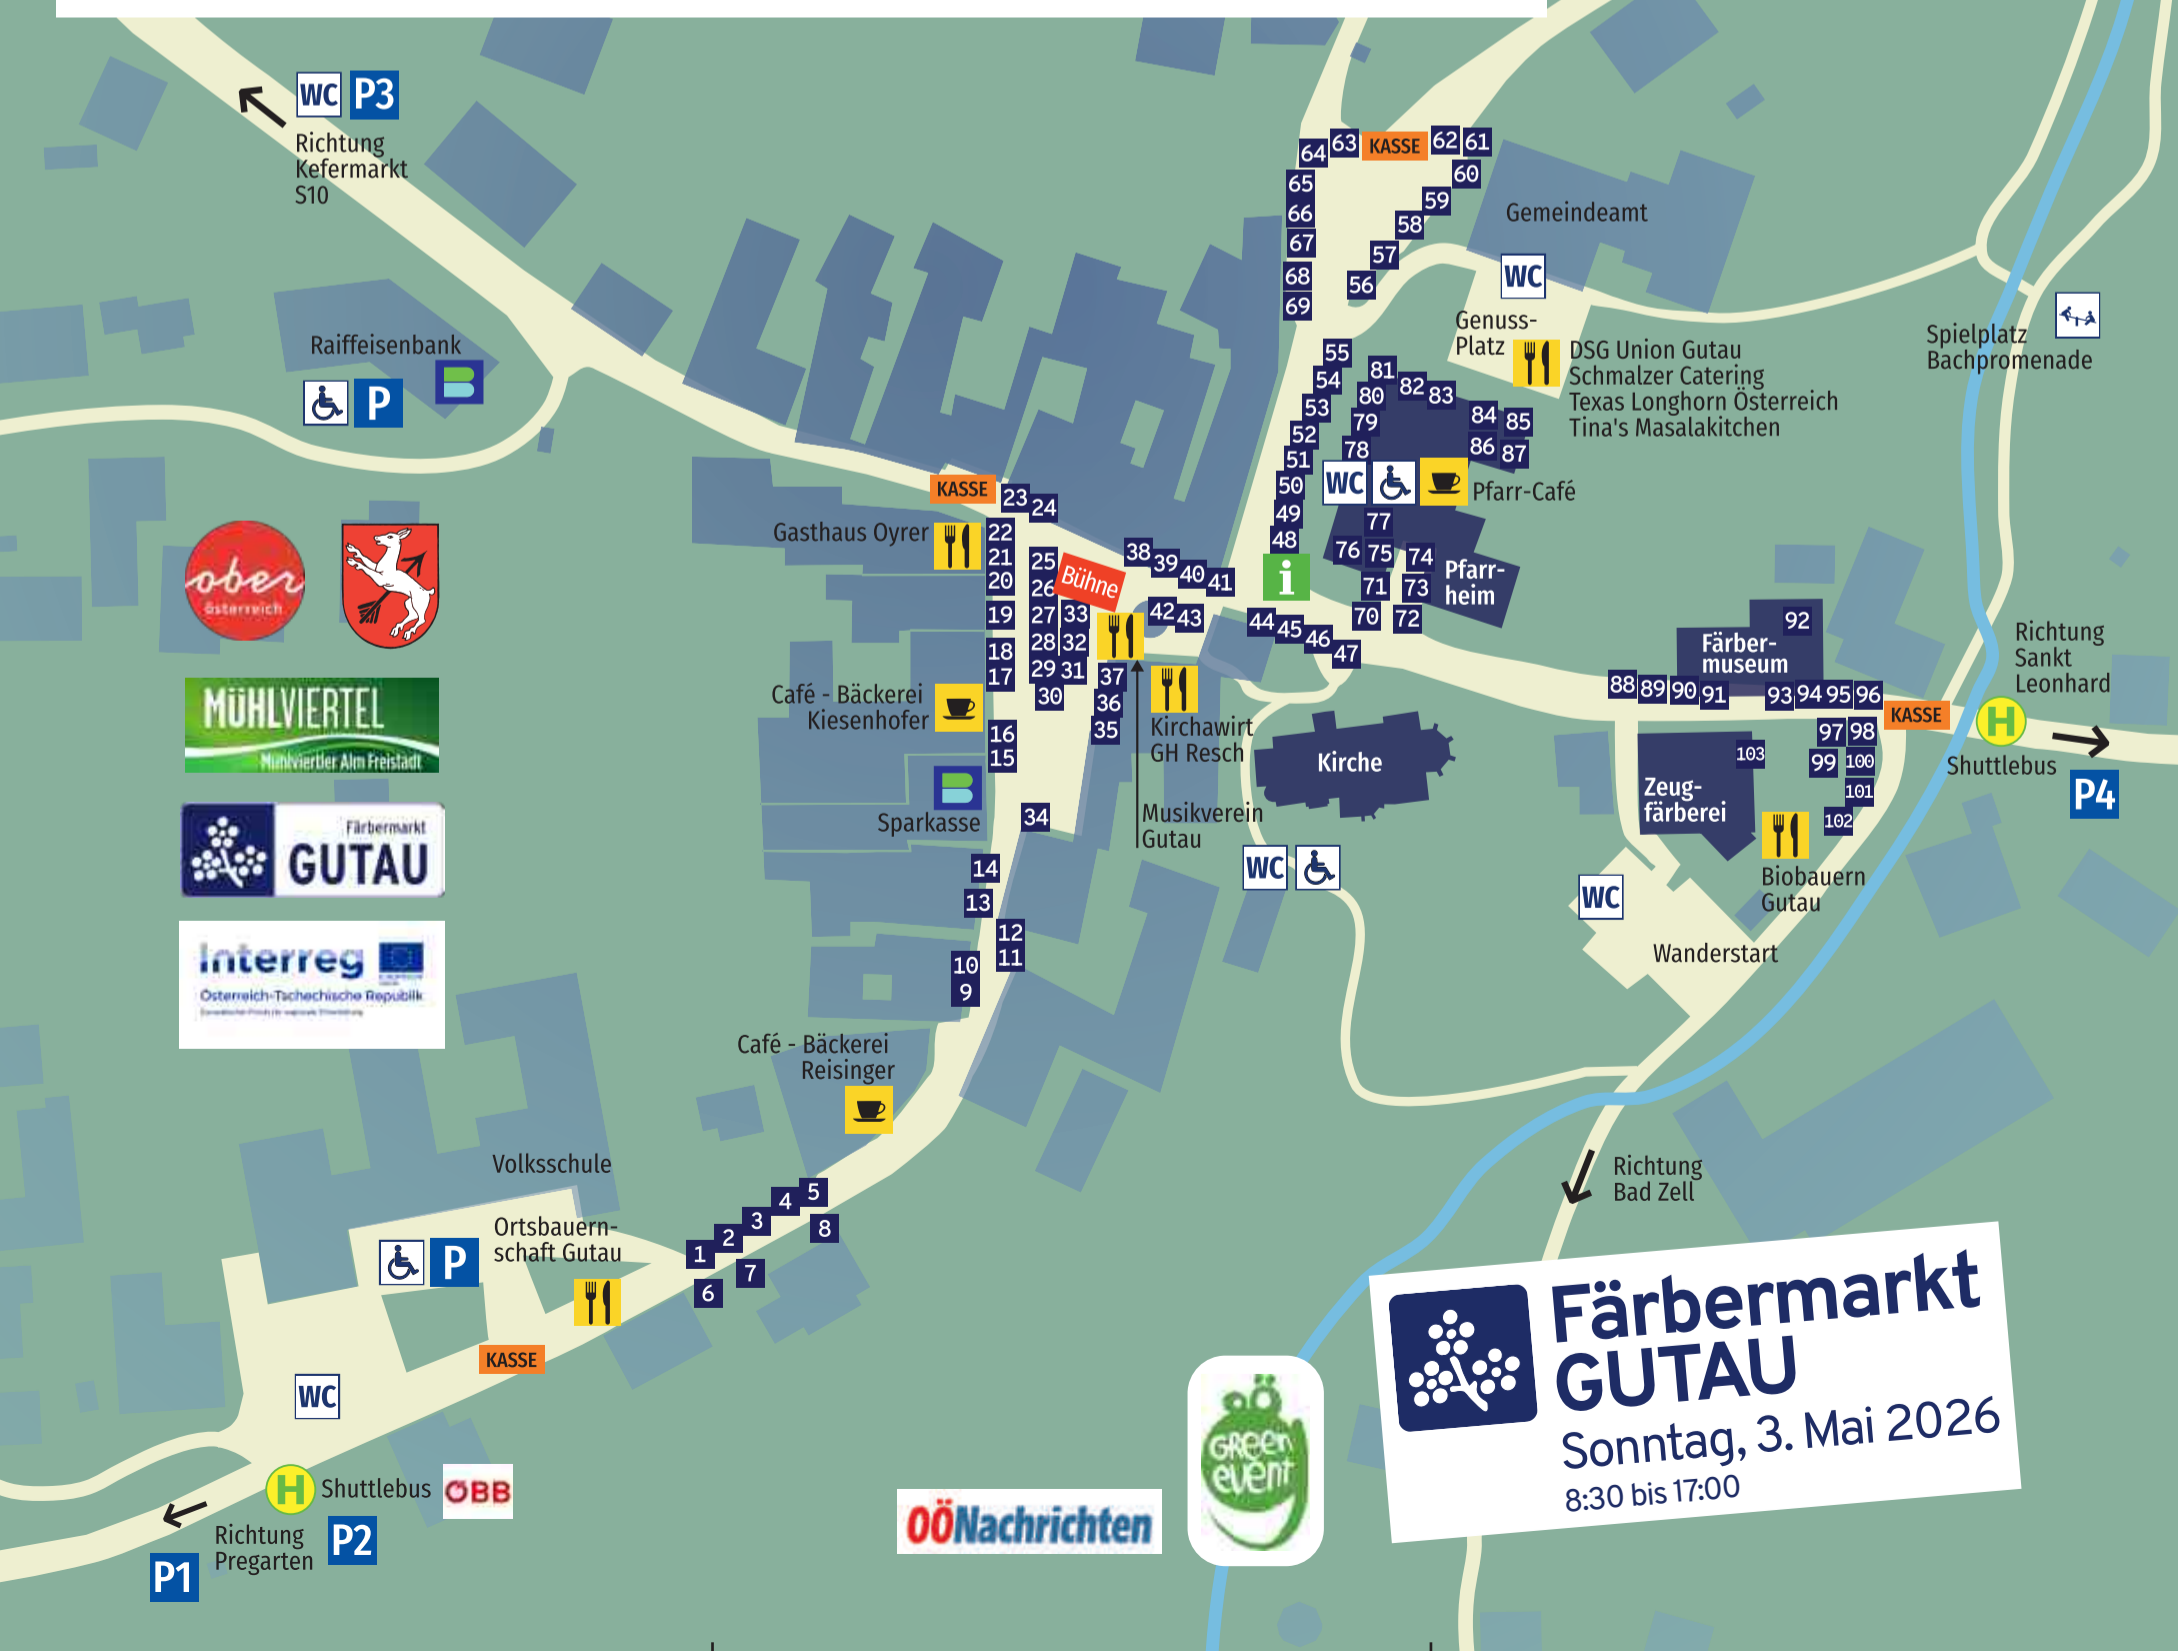 WC P3
Richtung
Kefermarkt
S10
Raiffeisenbank
P
ober
österreich
MÜHLVIERTEL
Mühlviertler Alm Freistadt
Färbermarkt
GUTAU
Interreg
Österreich-Tschechische Republik
64 63 KASSE 62 61
65 60
66 59
67 58
68 57
69 56
Gemeindeamt
WC
Genuss-
Platz
DSG Union Gutau
Schmalzer Catering
Texas Longhorn Österreich
Tina's Masalakitchen
Spielplatz
Bachpromenade
55 81
54 80 82 83
53 79 84 85
52 78 86 87
51
50 WC Pfarr-Café
49 77
48 76 75 74
i
71 73
70 72
Pfarr-
heim
KASSE 23 24
Gasthaus Oyrer
22
21 25
20 26
Bühne
38 39 40 41
19 27 33
42 43
44 45 46 47
18 28 32
17 29 31 37
30 36
35
Café - Bäckerei
Kiesenhofer
16
15
Kirchawirt
GH Resch
Kirche
Sparkasse
34
Musikverein
Gutau
14
13
12
11
10
9
WC
92
Färber-
museum
88 89 90 91 93 94 95 96
KASSE
97 98
103 99 100
101
102
Zeug-
färberei
Richtung
Sankt
Leonhard
H
Shuttlebus
P4
Biobauern
Gutau
WC
Wanderstart
Richtung
Bad Zell
Café - Bäckerei
Reisinger
Volksschule
Ortsbauern-
schaft Gutau
P
1 2 3 4 5
6 7 8
KASSE
WC
H Shuttlebus ÖBB
Richtung
Pregarten
P2
P1
OÖNachrichten
GREEN
EVENT
Färbermarkt
GUTAU
Sonntag, 3. Mai 2026
8:30 bis 17:00